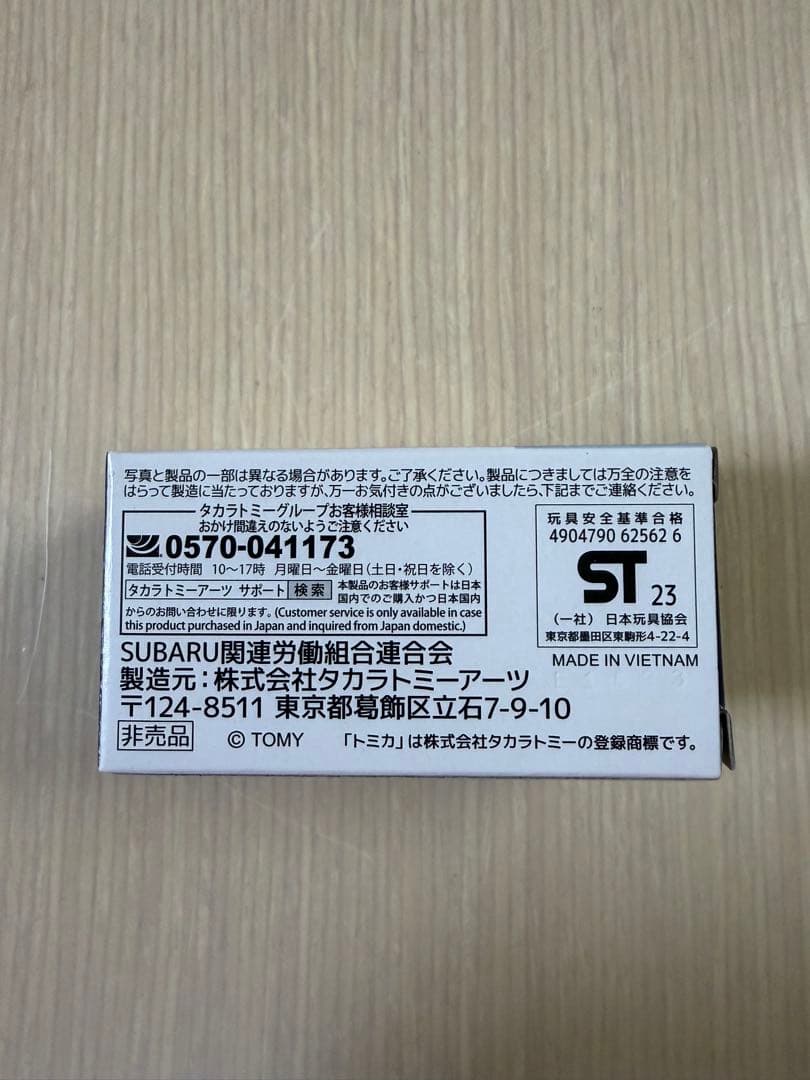 写真と製品の一部は異なる場合があります。ご了承ください。製品につきましては万全の注意を
はらって製造に当たっておりますが、万一お気付きの点がございましたら、下記までご連絡ください。
タカラトミーグループお客様相談室
おかけ間違えのないようご注意ください
0570-041173
電話受付時間 10〜17時 月曜日〜金曜日(土日・祝日を除く)
タカラトミーアーツ サポート 検索 本製品のお客様サポートは日本
国内でのご購入かつ日本国内
からのお問い合わせに限ります。(Customer service is only available in case
this product purchased in Japan and inquired from Japan domestic.)
玩具安全基準合格
4904790 62562 6
ST 23
(一社) 日本玩具協会
東京都墨田区東駒形4-22-4
MADE IN VIETNAM
SUBARU関連労働組合連合会
製造元:株式会社タカラトミーアーツ
〒124-8511 東京都葛飾区立石7-9-10
非売品 © TOMY 「トミカ」は株式会社タカラトミーの登録商標です。